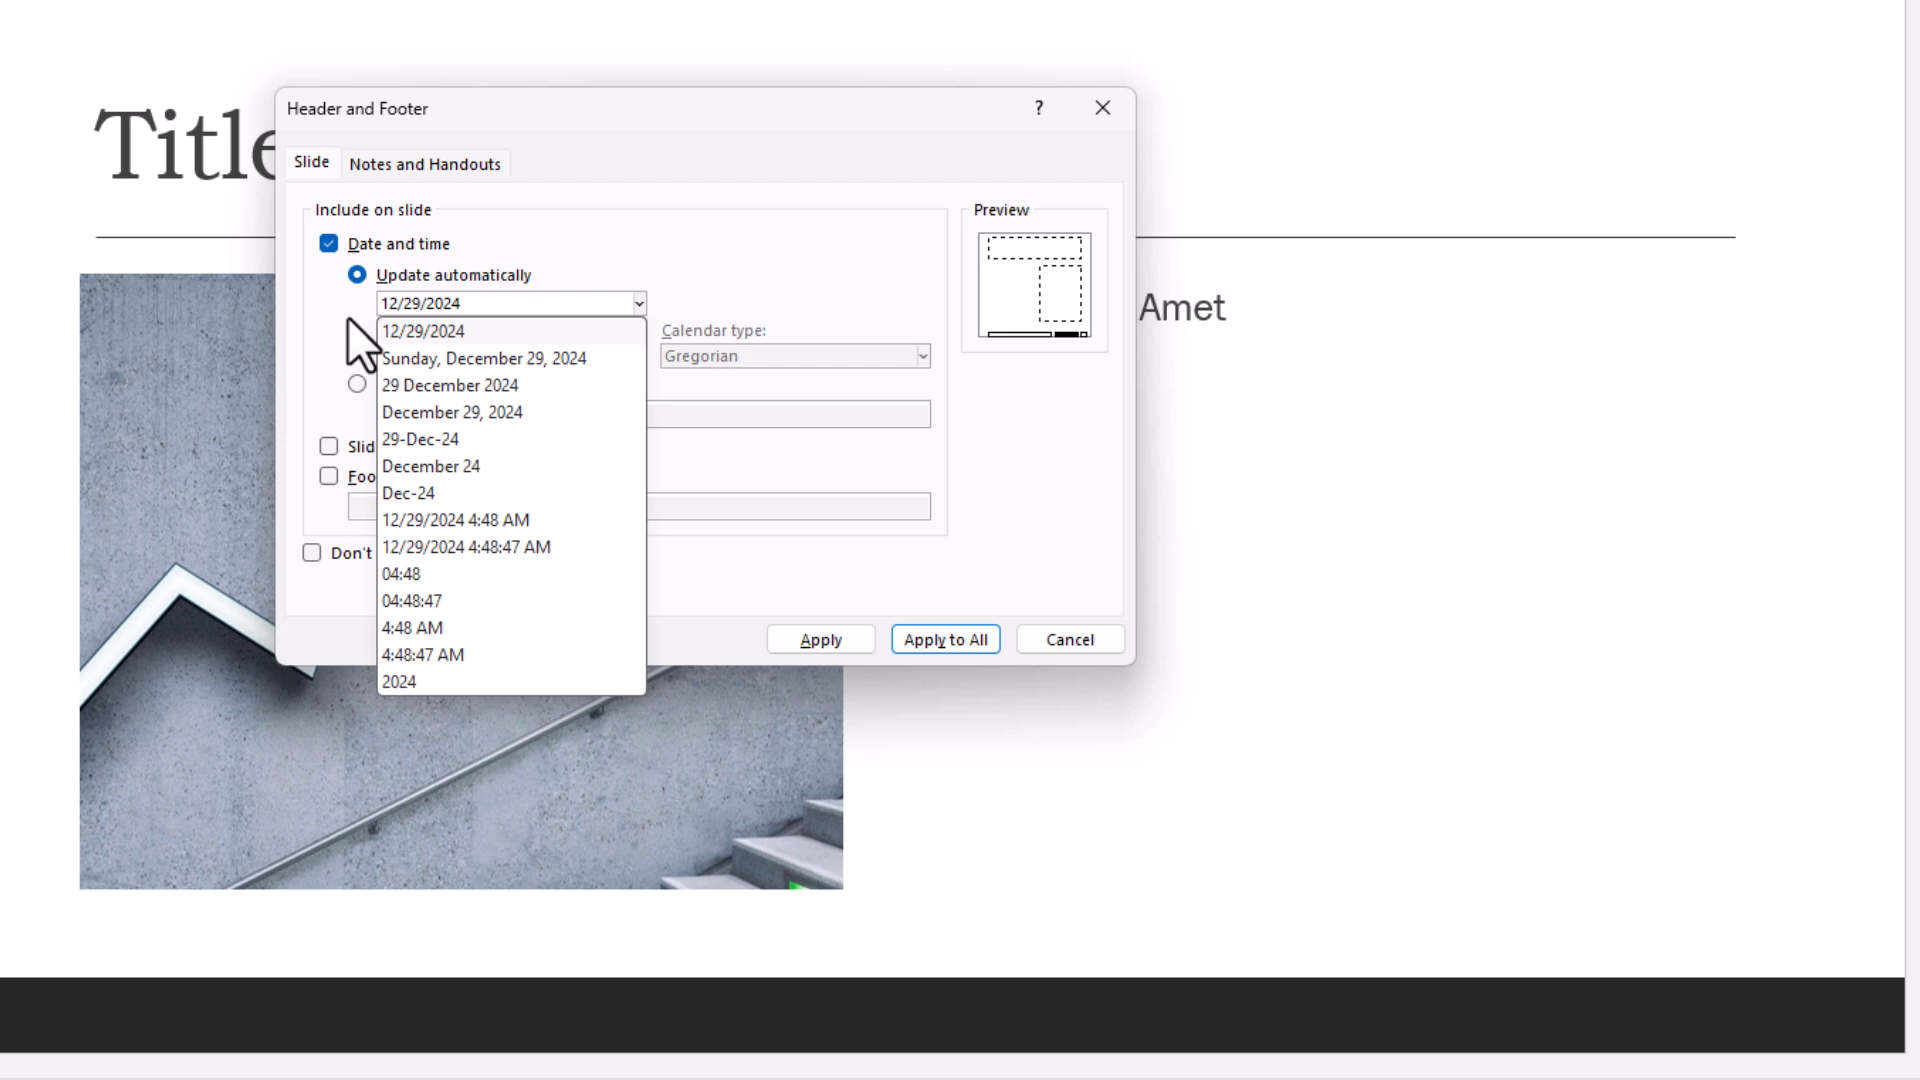 Title
Header and Footer
?
Slide
Notes and Handouts
Include on slide
Preview
Date and time
Update automatically
12/29/2024
12/29/2024
Sunday, December 29, 2024
29 December 2024
December 29, 2024
29-Dec-24
December 24
Dec-24
12/29/2024 4:48 AM
12/29/2024 4:48:47 AM
04:48
04:48:47
4:48 AM
4:48:47 AM
2024
Calendar type:
Gregorian
Slid
Foo
Don't
Apply
Apply to All
Cancel
Amet